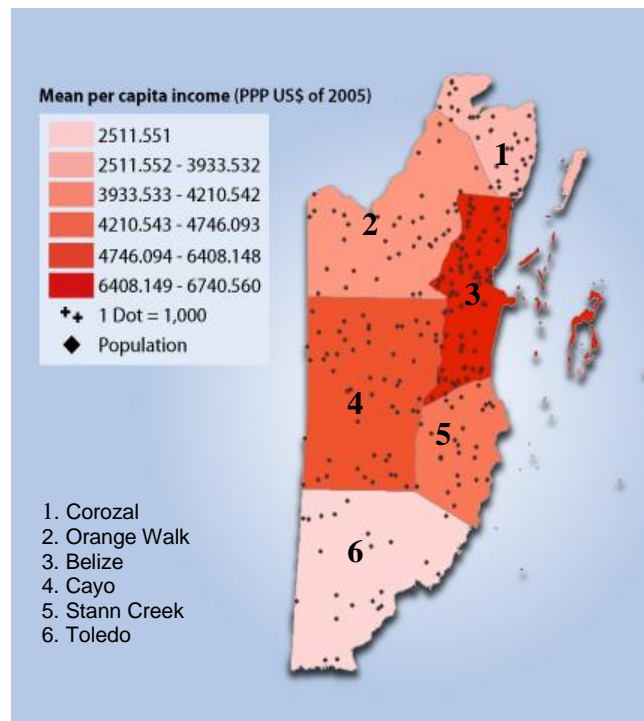 Mean per capita income (PPP US$ of 2005)
2511.551
2511.552 - 3933.532
3933.533 - 4210.542
4210.543 - 4746.093
4746.094 - 6408.148
6408.149 - 6740.560
1 Dot = 1,000
Population
1
2
3
4
5
6
1. Corozal
2. Orange Walk
3. Belize
4. Cayo
5. Stann Creek
6. Toledo